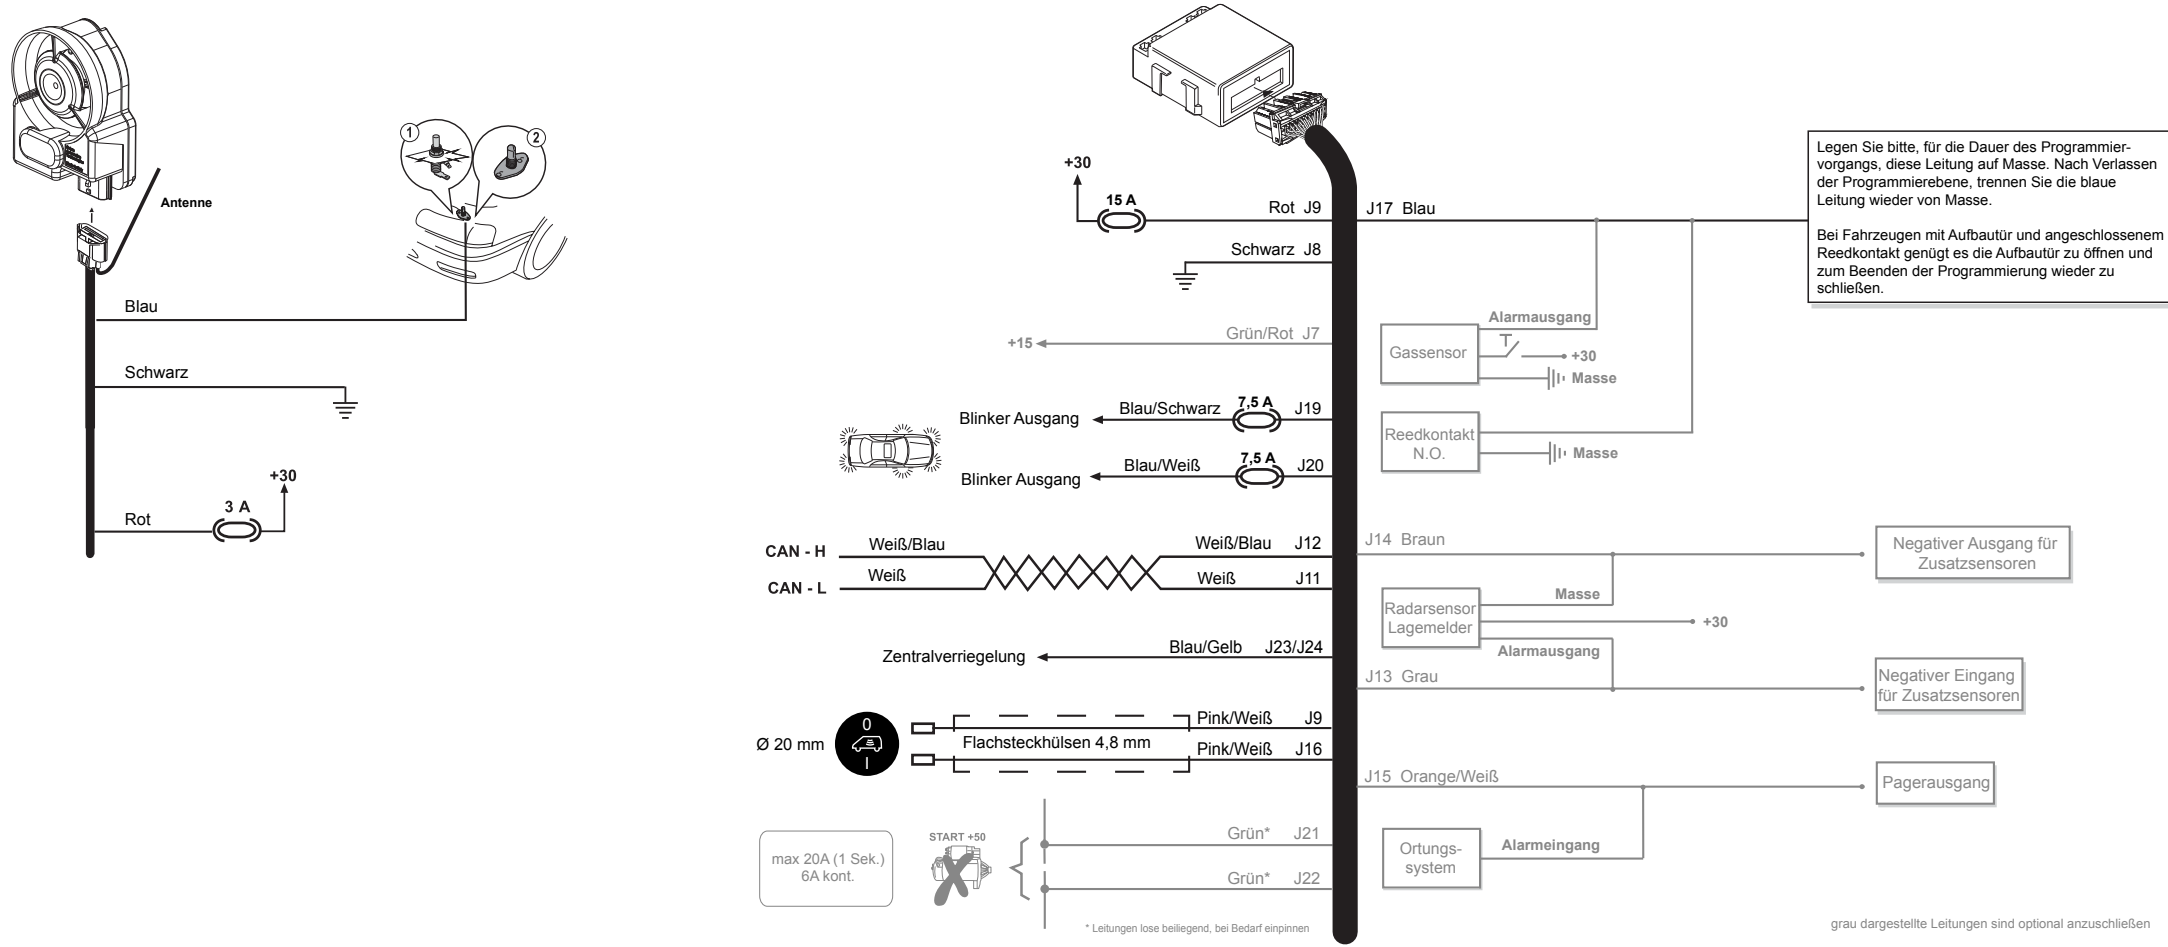 Antenne
1
2
Blau
Schwarz
+30
3 A
Rot
+30
15 A
Rot J9
Schwarz J8
Grün/Rot J7
+15
Blinker Ausgang
Blau/Schwarz
7,5 A
J19
Blinker Ausgang
Blau/Weiß
7,5 A
J20
CAN - H
Weiß/Blau
Weiß/Blau J12
CAN - L
Weiß
Weiß J11
Zentralverriegelung
Blau/Gelb J23/J24
Ø 20 mm
0
I
Flachsteckhülsen 4,8 mm
Pink/Weiß J9
Pink/Weiß J16
max 20A (1 Sek.)
6A kont.
START +50
Grün* J21
Grün* J22
* Leitungen lose beiliegend, bei Bedarf einpinnen
J17 Blau
Legen Sie bitte, für die Dauer des Programmier-
vorgangs, diese Leitung auf Masse. Nach Verlassen
der Programmierebene, trennen Sie die blaue
Leitung wieder von Masse.
Bei Fahrzeugen mit Aufbautür und angeschlossenem
Reedkontakt genügt es die Aufbautür zu öffnen und
zum Beenden der Programmierung wieder zu
schließen.
Gassensor
Alarmausgang
+30
Masse
Reedkontakt
N.O.
Masse
J14 Braun
Negativer Ausgang für
Zusatzsensoren
Radarsensor
Lagemelder
Masse
+30
Alarmausgang
J13 Grau
Negativer Eingang
für Zusatzsensoren
J15 Orange/Weiß
Pagerausgang
Ortungs-
system
Alarmeingang
grau dargestellte Leitungen sind optional anzuschließen